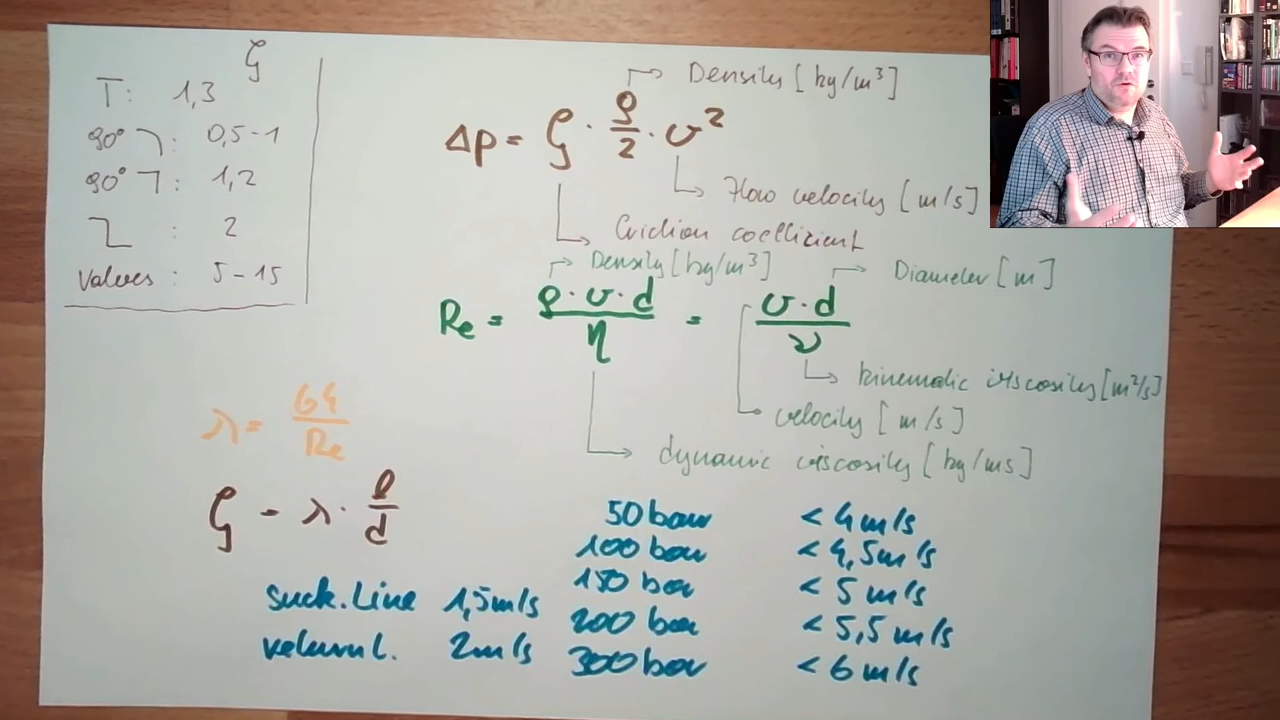 ζ
T: 1,3
90° ㄱ: 0,5-1
90° ㄱ: 1,2
: 2
Valves: 5-15
Density [kg/m³]
Δp = ζ · ρ/2 · v²
Flow velocity [m/s]
Friction coefficient
Density [kg/m³]
Diameter [m]
Re = ρ · v · d / η = v · d / ν
kinematic viscosity [m²/s]
velocity [m/s]
dynamic viscosity [kg/ms]
λ = 64/Re
ζ = λ · l/d
50 bar < 4 m/s
100 bar < 4,5 m/s
150 bar < 5 m/s
200 bar < 5,5 m/s
300 bar < 6 m/s
suck. Line 1,5 m/s
return l. 2 m/s